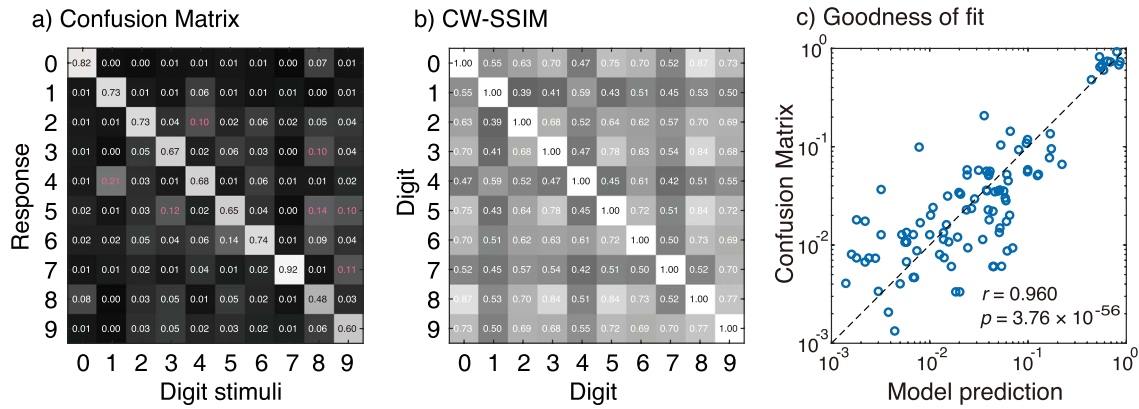 a) Confusion Matrix
b) CW-SSIM
c) Goodness of fit
Response
0 0.82 0.00 0.00 0.01 0.01 0.01 0.00 0.00 0.07 0.01
1 0.01 0.73 0.01 0.01 0.06 0.01 0.01 0.01 0.00 0.01
2 0.02 0.01 0.73 0.04 0.10 0.02 0.06 0.02 0.05 0.04
3 0.01 0.00 0.05 0.67 0.02 0.06 0.03 0.00 0.10 0.04
4 0.01 0.21 0.03 0.01 0.68 0.01 0.06 0.01 0.01 0.02
5 0.02 0.01 0.03 0.12 0.02 0.65 0.04 0.00 0.14 0.10
6 0.02 0.02 0.05 0.04 0.06 0.14 0.74 0.01 0.09 0.04
7 0.01 0.02 0.04 0.01 0.04 0.01 0.02 0.92 0.01 0.11
8 0.08 0.00 0.03 0.05 0.01 0.05 0.02 0.01 0.48 0.03
9 0.01 0.00 0.03 0.05 0.02 0.02 0.02 0.01 0.06 0.60
0 1 2 3 4 5 6 7 8 9
Digit stimuli
Digit
0 1.00 0.55 0.63 0.70 0.47 0.75 0.70 0.52 0.87 0.73
1 0.55 1.00 0.39 0.41 0.59 0.43 0.51 0.45 0.53 0.50
2 0.63 0.39 1.00 0.68 0.52 0.64 0.62 0.57 0.70 0.69
3 0.70 0.41 0.68 1.00 0.47 0.78 0.63 0.54 0.84 0.68
4 0.47 0.59 0.52 0.47 1.00 0.45 0.61 0.42 0.51 0.55
5 0.75 0.43 0.64 0.78 0.45 1.00 0.72 0.51 0.84 0.72
6 0.70 0.51 0.62 0.63 0.61 0.72 1.00 0.50 0.73 0.69
7 0.52 0.45 0.57 0.54 0.42 0.51 0.50 1.00 0.52 0.70
8 0.87 0.53 0.70 0.84 0.51 0.84 0.73 0.52 1.00 0.77
9 0.73 0.50 0.69 0.68 0.55 0.72 0.69 0.70 0.77 1.00
0 1 2 3 4 5 6 7 8 9
Digit
Confusion Matrix
10⁰
10⁻¹
10⁻²
10⁻³
r = 0.960
p = 3.76 × 10⁻⁵⁶
10⁻³ 10⁻² 10⁻¹ 10⁰
Model prediction